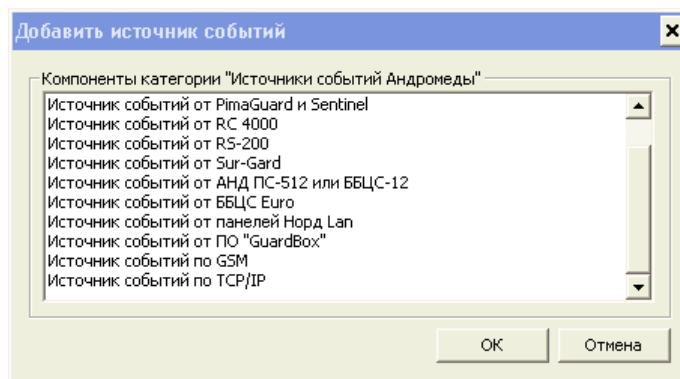 Добавить источник событий
Компоненты категории "Источники событий Андромеды"
Источник событий от PimaGuard и Sentinel
Источник событий от RC 4000
Источник событий от RS-200
Источник событий от Sur-Gard
Источник событий от АНД ПС-512 или ББЦС-12
Источник событий от ББЦС Euro
Источник событий от панелей Норд Lan
Источник событий от ПО "GuardBox"
Источник событий по GSM
Источник событий по TCP/IP
ОК
Отмена